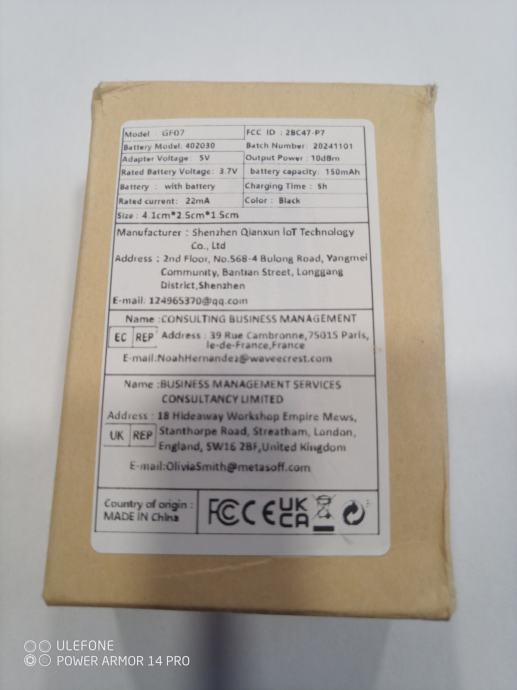 Model : GF07
FCC ID : 2BC47-P7
Battery Model: 402030
Batch Number: 20241101
Adapter Voltage: 5V
Output Power : 10dBm
Rated Battery Voltage: 3.7V
battery capacity: 150mAh
Battery : with battery
Charging Time : 5h
Rated current: 22mA
Color : Black
Size : 4.1cm*2.5cm*1.5cm
Manufacturer : Shenzhen Qianxun IoT Technology
Co., Ltd
Address : 2nd Floor, No.568-4 Bulong Road, Yangmei
Community, Bantian Street, Longgang
District,Shenzhen
E-mail: 124965370@qq.com
Name :CONSULTING BUSINESS MANAGEMENT
EC REP
Address : 39 Rue Cambronne,75015 Paris,
le-de-France,France
E-mail:NoahHernandez@waveecrest.com
Name :BUSINESS MANAGEMENT SERVICES
CONSULTANCY LIMITED
Address : 18 Hideaway Workshop Empire Mews,
UK REP
Stanthorpe Road, Streatham, London,
England, SW16 2BF,United Kingdom
E-mail:OliviaSmith@metasoff.com
Country of origin :
MADE IN China
FC CE UK
CA
ULEFONE
POWER ARMOR 14 PRO